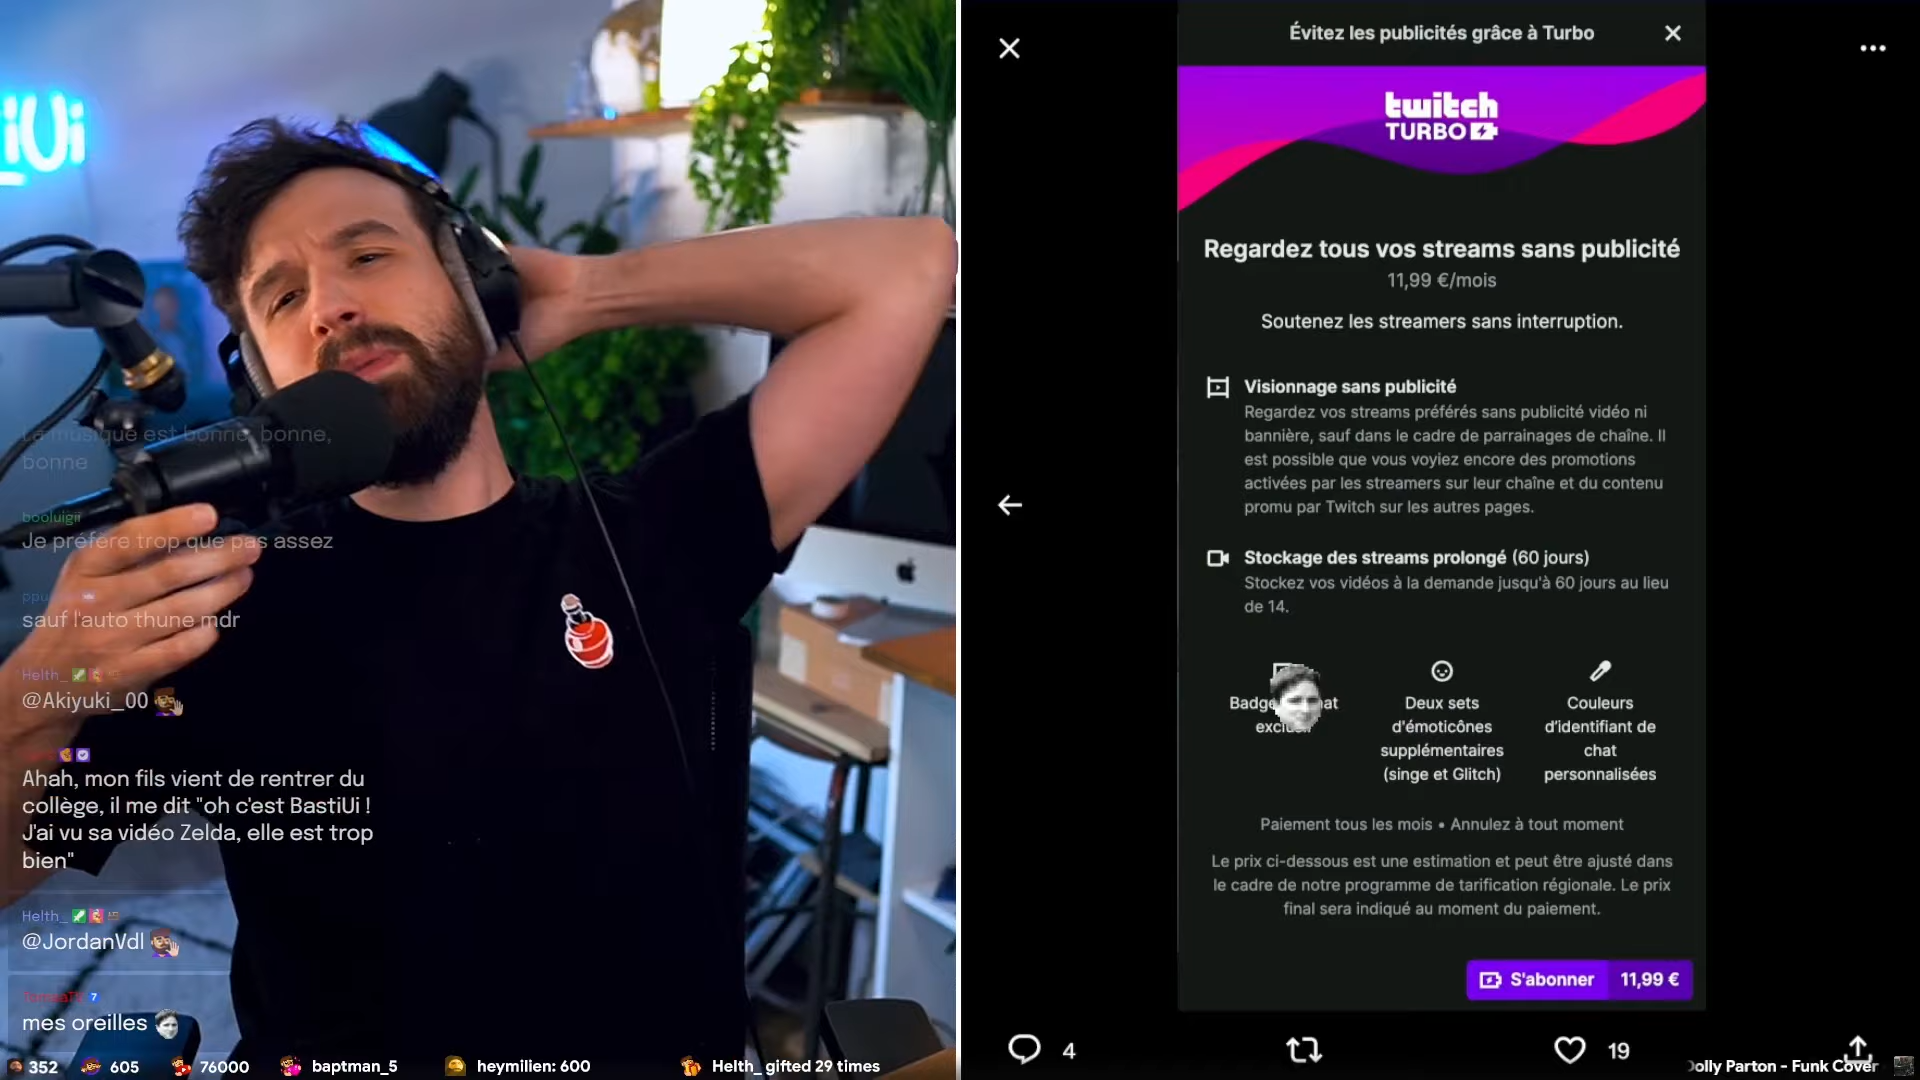 iUi
La musique est bonne, bonne,
bonne
booluigii
Je préfère trop que pas assez
sauf l'auto thune mdr
Helth_
@Akiyuki_00
Ahah, mon fils vient de rentrer du
collège, il me dit "oh c'est BastiUi !
J'ai vu sa vidéo Zelda, elle est trop
bien"
Helth_
@JordanVdl
7
mes oreilles
352
605
76000
baptman_5
heymilien: 600
Helth_ gifted 29 times
Évitez les publicités grâce à Turbo
twitch
TURBO
Regardez tous vos streams sans publicité
11,99 €/mois
Soutenez les streamers sans interruption.
Visionnage sans publicité
Regardez vos streams préférés sans publicité vidéo ni
bannière, sauf dans le cadre de parrainages de chaîne. Il
est possible que vous voyiez encore des promotions
activées par les streamers sur leur chaîne et du contenu
promu par Twitch sur les autres pages.
Stockage des streams prolongé (60 jours)
Stockez vos vidéos à la demande jusqu'à 60 jours au lieu
de 14.
Deux sets
d'émoticônes
supplémentaires
(singe et Glitch)
Couleurs
d'identifiant de
chat
personnalisées
Paiement tous les mois • Annulez à tout moment
Le prix ci-dessous est une estimation et peut être ajusté dans
le cadre de notre programme de tarification régionale. Le prix
final sera indiqué au moment du paiement.
S'abonner 11,99 €
4
19
Dolly Parton - Funk Cover